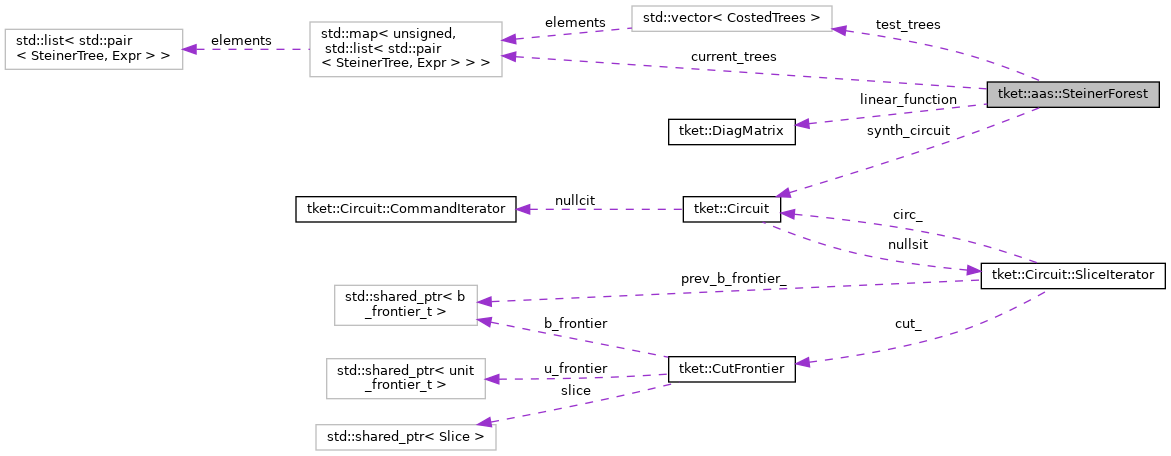 std::vector< CostedTrees >
test_trees
elements
std::list< std::pair
< SteinerTree, Expr > >
elements
std::map< unsigned,
std::list< std::pair
< SteinerTree, Expr > > >
current_trees
tket::aas::SteinerForest
linear_function
tket::DiagMatrix
synth_circuit
tket::Circuit::CommandIterator
nullcit
tket::Circuit
circ_
nullsit
tket::Circuit::SliceIterator
prev_b_frontier_
std::shared_ptr< b
_frontier_t >
b_frontier
cut_
std::shared_ptr< unit
_frontier_t >
u_frontier
tket::CutFrontier
slice
std::shared_ptr< Slice >